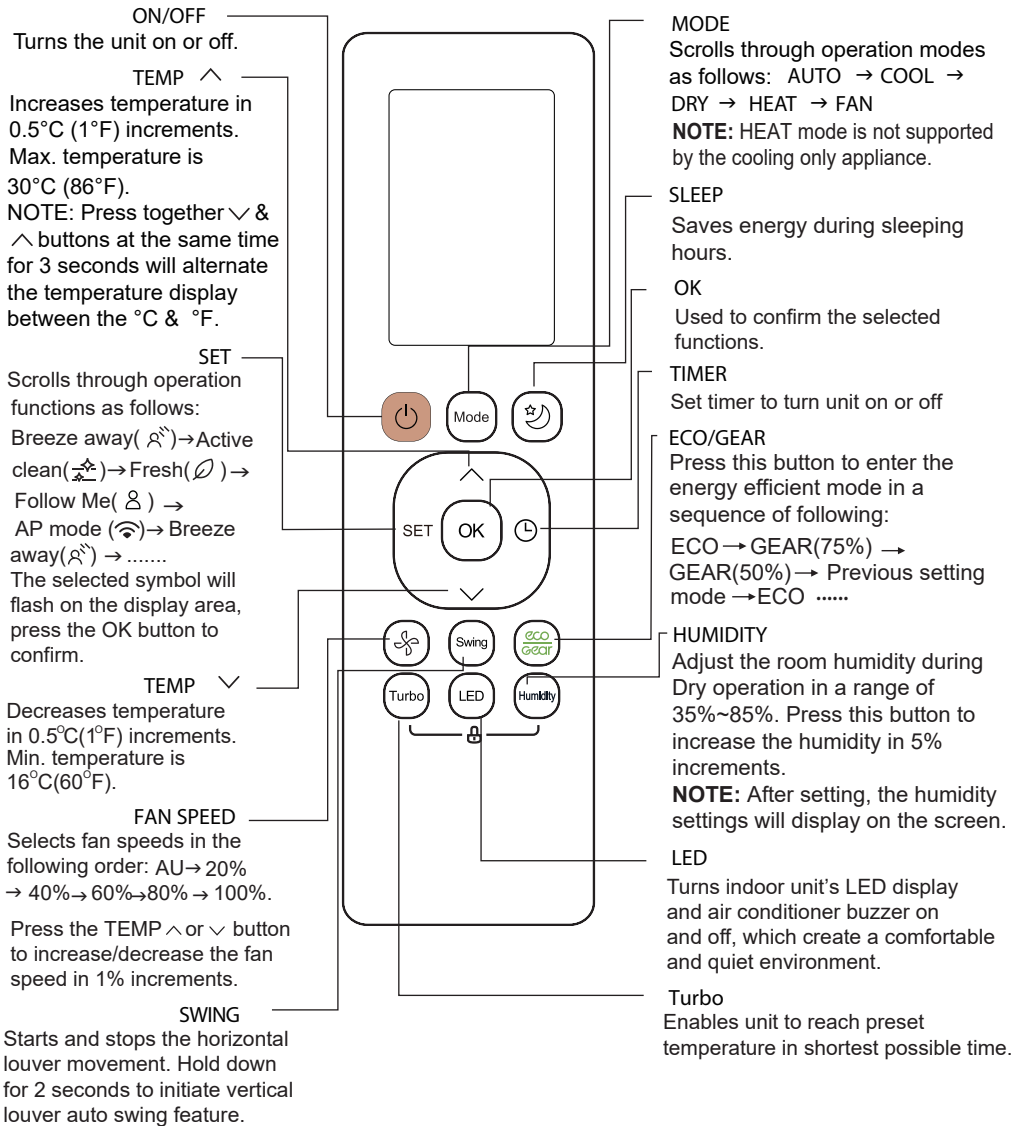 ON/OFF
Turns the unit on or off.
TEMP ︿
Increases temperature in
0.5°C (1°F) increments.
Max. temperature is
30°C (86°F).
NOTE: Press together ﹀ &
︿ buttons at the same time
for 3 seconds will alternate
the temperature display
between the °C & °F.
SET
Scrolls through operation
functions as follows:
Breeze away( )→Active
clean( )→Fresh( ) →
Follow Me( ) →
AP mode ( )→ Breeze
away( ) → .......
The selected symbol will
flash on the display area,
press the OK button to
confirm.
TEMP ﹀
Decreases temperature
in 0.5°C(1°F) increments.
Min. temperature is
16°C(60°F).
FAN SPEED
Selects fan speeds in the
following order: AU→ 20%
→ 40%→ 60%→80% → 100%.
Press the TEMP ︿ or ﹀ button
to increase/decrease the fan
speed in 1% increments.
SWING
Starts and stops the horizontal
louver movement. Hold down
for 2 seconds to initiate vertical
louver auto swing feature.
Mode
SET
OK
Swing
eco
Gear
Turbo
LED
Humidity
MODE
Scrolls through operation modes
as follows: AUTO → COOL →
DRY → HEAT → FAN
NOTE: HEAT mode is not supported
by the cooling only appliance.
SLEEP
Saves energy during sleeping
hours.
OK
Used to confirm the selected
functions.
TIMER
Set timer to turn unit on or off
ECO/GEAR
Press this button to enter the
energy efficient mode in a
sequence of following:
ECO → GEAR(75%) →
GEAR(50%)→ Previous setting
mode →ECO ······
HUMIDITY
Adjust the room humidity during
Dry operation in a range of
35%~85%. Press this button to
increase the humidity in 5%
increments.
NOTE: After setting, the humidity
settings will display on the screen.
LED
Turns indoor unit's LED display
and air conditioner buzzer on
and off, which create a comfortable
and quiet environment.
Turbo
Enables unit to reach preset
temperature in shortest possible time.